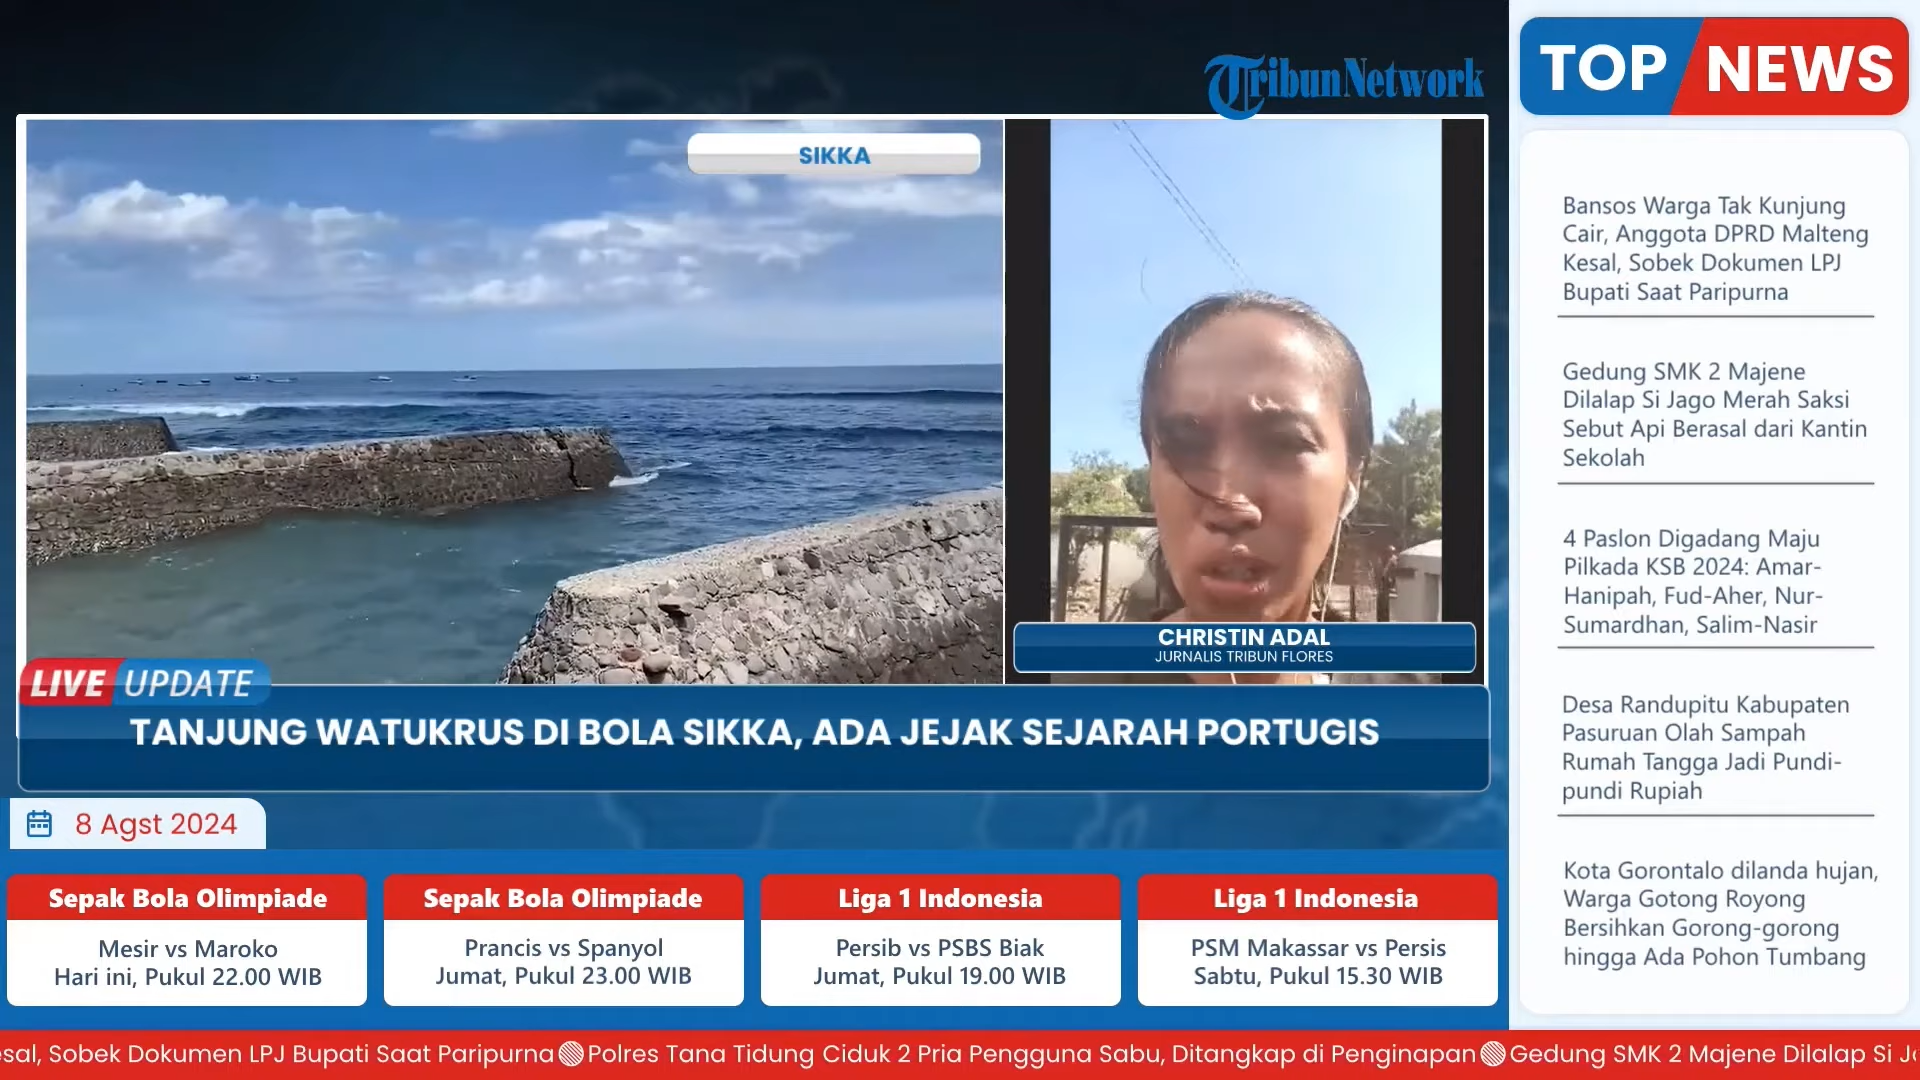 TribunNetwork
TOP NEWS
SIKKA
CHRISTIN ADAL
JURNALIS TRIBUN FLORES
LIVE UPDATE
TANJUNG WATUKRUS DI BOLA SIKKA, ADA JEJAK SEJARAH PORTUGIS
8 Agst 2024
Sepak Bola Olimpiade
Mesir vs Maroko
Hari ini, Pukul 22.00 WIB
Sepak Bola Olimpiade
Prancis vs Spanyol
Jumat, Pukul 23.00 WIB
Liga 1 Indonesia
Persib vs PSBS Biak
Jumat, Pukul 19.00 WIB
Liga 1 Indonesia
PSM Makassar vs Persis
Sabtu, Pukul 15.30 WIB
Bansos Warga Tak Kunjung
Cair, Anggota DPRD Malteng
Kesal, Sobek Dokumen LPJ
Bupati Saat Paripurna
Gedung SMK 2 Majene
Dilalap Si Jago Merah Saksi
Sebut Api Berasal dari Kantin
Sekolah
4 Paslon Digadang Maju
Pilkada KSB 2024: Amar-
Hanipah, Fud-Aher, Nur-
Sumardhan, Salim-Nasir
Desa Randupitu Kabupaten
Pasuruan Olah Sampah
Rumah Tangga Jadi Pundi-
pundi Rupiah
Kota Gorontalo dilanda hujan,
Warga Gotong Royong
Bersihkan Gorong-gorong
hingga Ada Pohon Tumbang
sal, Sobek Dokumen LPJ Bupati Saat Paripurna Polres Tana Tidung Ciduk 2 Pria Pengguna Sabu, Ditangkap di Penginapan Gedung SMK 2 Majene Dilalap Si